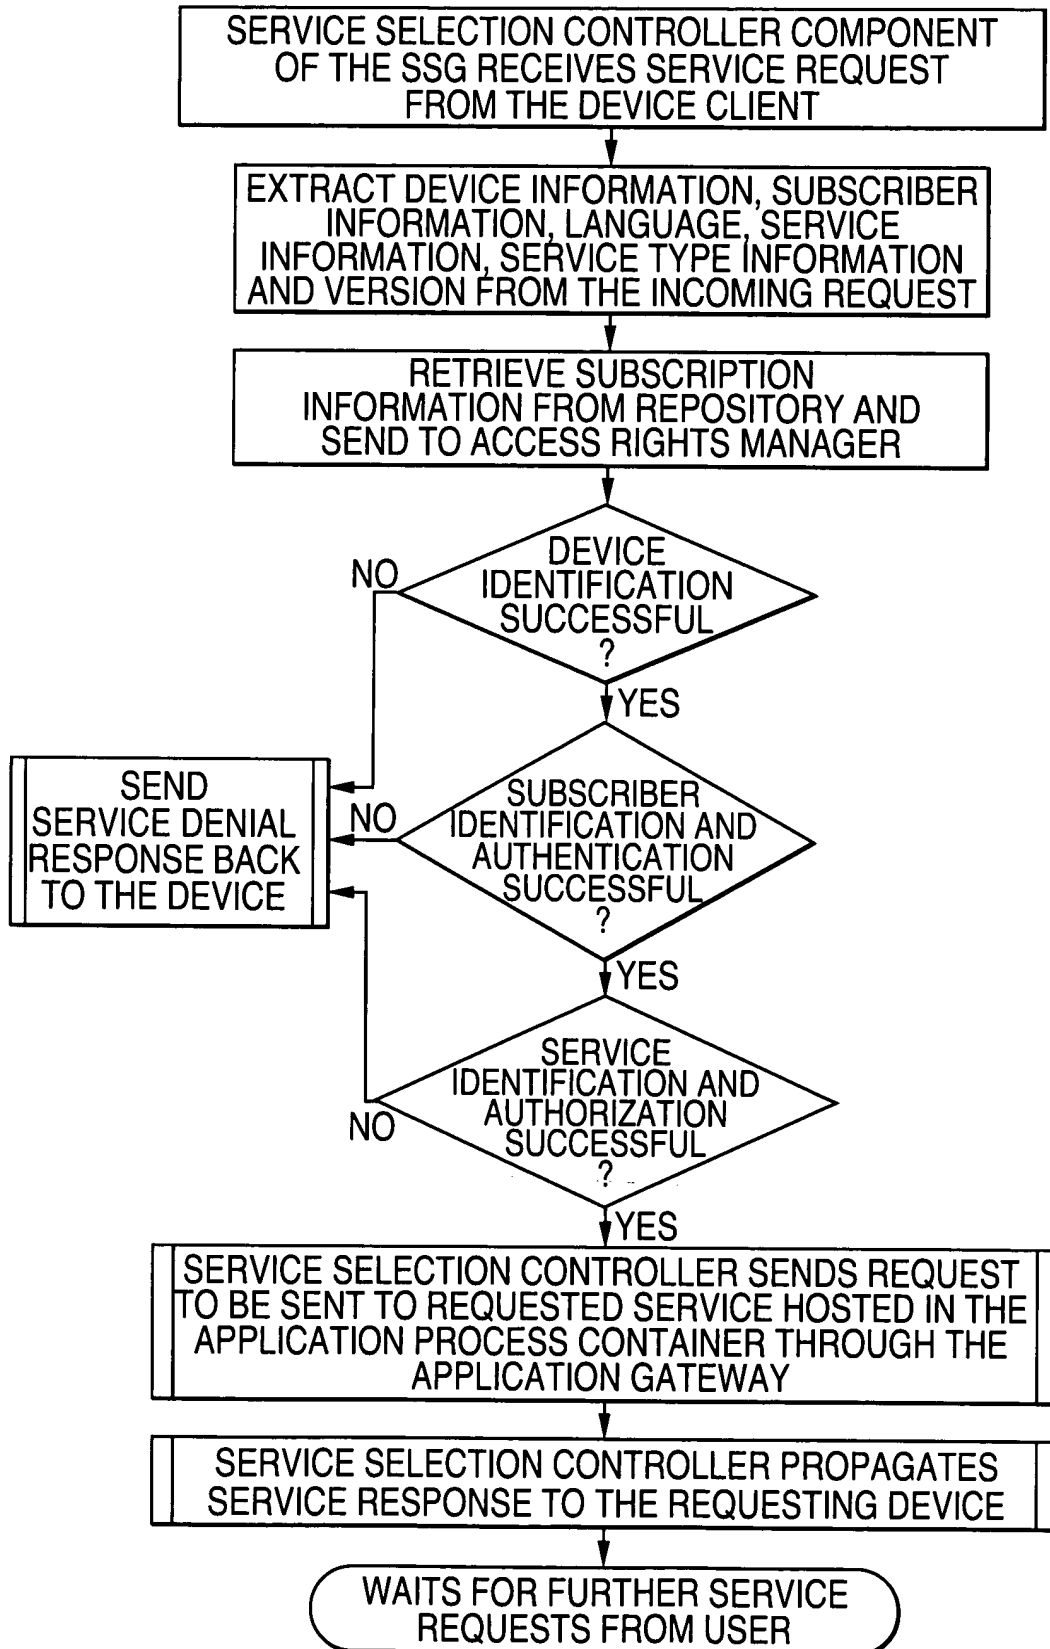 SERVICE SELECTION CONTROLLER COMPONENT
OF THE SSG RECEIVES SERVICE REQUEST
FROM THE DEVICE CLIENT
EXTRACT DEVICE INFORMATION, SUBSCRIBER
INFORMATION, LANGUAGE, SERVICE
INFORMATION, SERVICE TYPE INFORMATION
AND VERSION FROM THE INCOMING REQUEST
RETRIEVE SUBSCRIPTION
INFORMATION FROM REPOSITORY AND
SEND TO ACCESS RIGHTS MANAGER
DEVICE
IDENTIFICATION
SUCCESSFUL
?
NO
YES
SEND
SERVICE DENIAL
RESPONSE BACK
TO THE DEVICE
NO
SUBSCRIBER
IDENTIFICATION AND
AUTHENTICATION
SUCCESSFUL
?
YES
SERVICE
IDENTIFICATION AND
AUTHORIZATION
SUCCESSFUL
?
NO
YES
SERVICE SELECTION CONTROLLER SENDS REQUEST
TO BE SENT TO REQUESTED SERVICE HOSTED IN THE
APPLICATION PROCESS CONTAINER THROUGH THE
APPLICATION GATEWAY
SERVICE SELECTION CONTROLLER PROPAGATES
SERVICE RESPONSE TO THE REQUESTING DEVICE
WAITS FOR FURTHER SERVICE
REQUESTS FROM USER